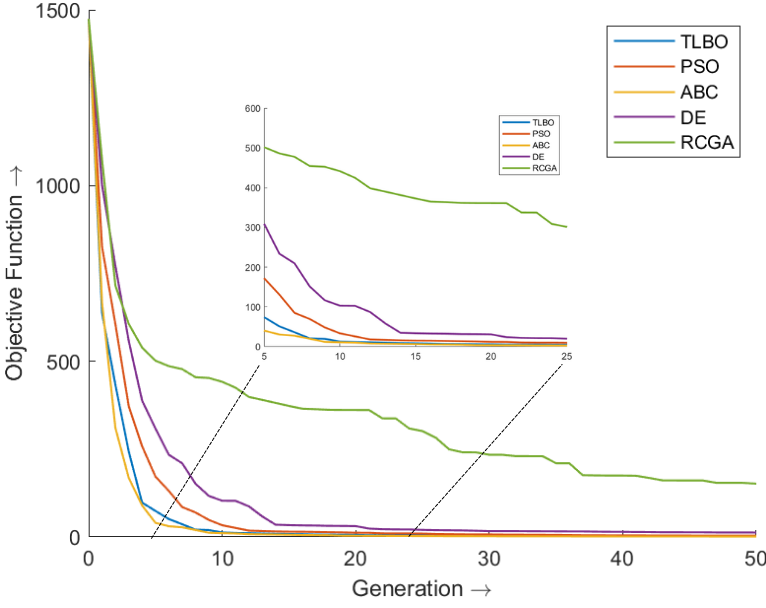 1500
1000
500
0
Objective Function →
0
10
20
30
40
50
Generation →
TLBO
PSO
ABC
DE
RCGA
600
500
400
300
200
100
0
5
10
15
20
25
TLBO
PSO
ABC
DE
RCGA